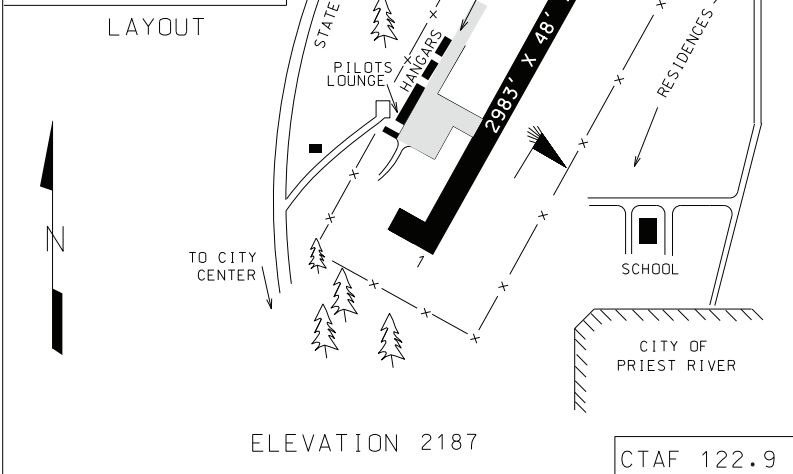 LAYOUT
STATE
PILOTS
LOUNGE
HANGARS
2983' X 48'
RESIDENCES
N
TO CITY
CENTER
1
SCHOOL
CITY OF
PRIEST RIVER
ELEVATION 2187
CTAF 122.9